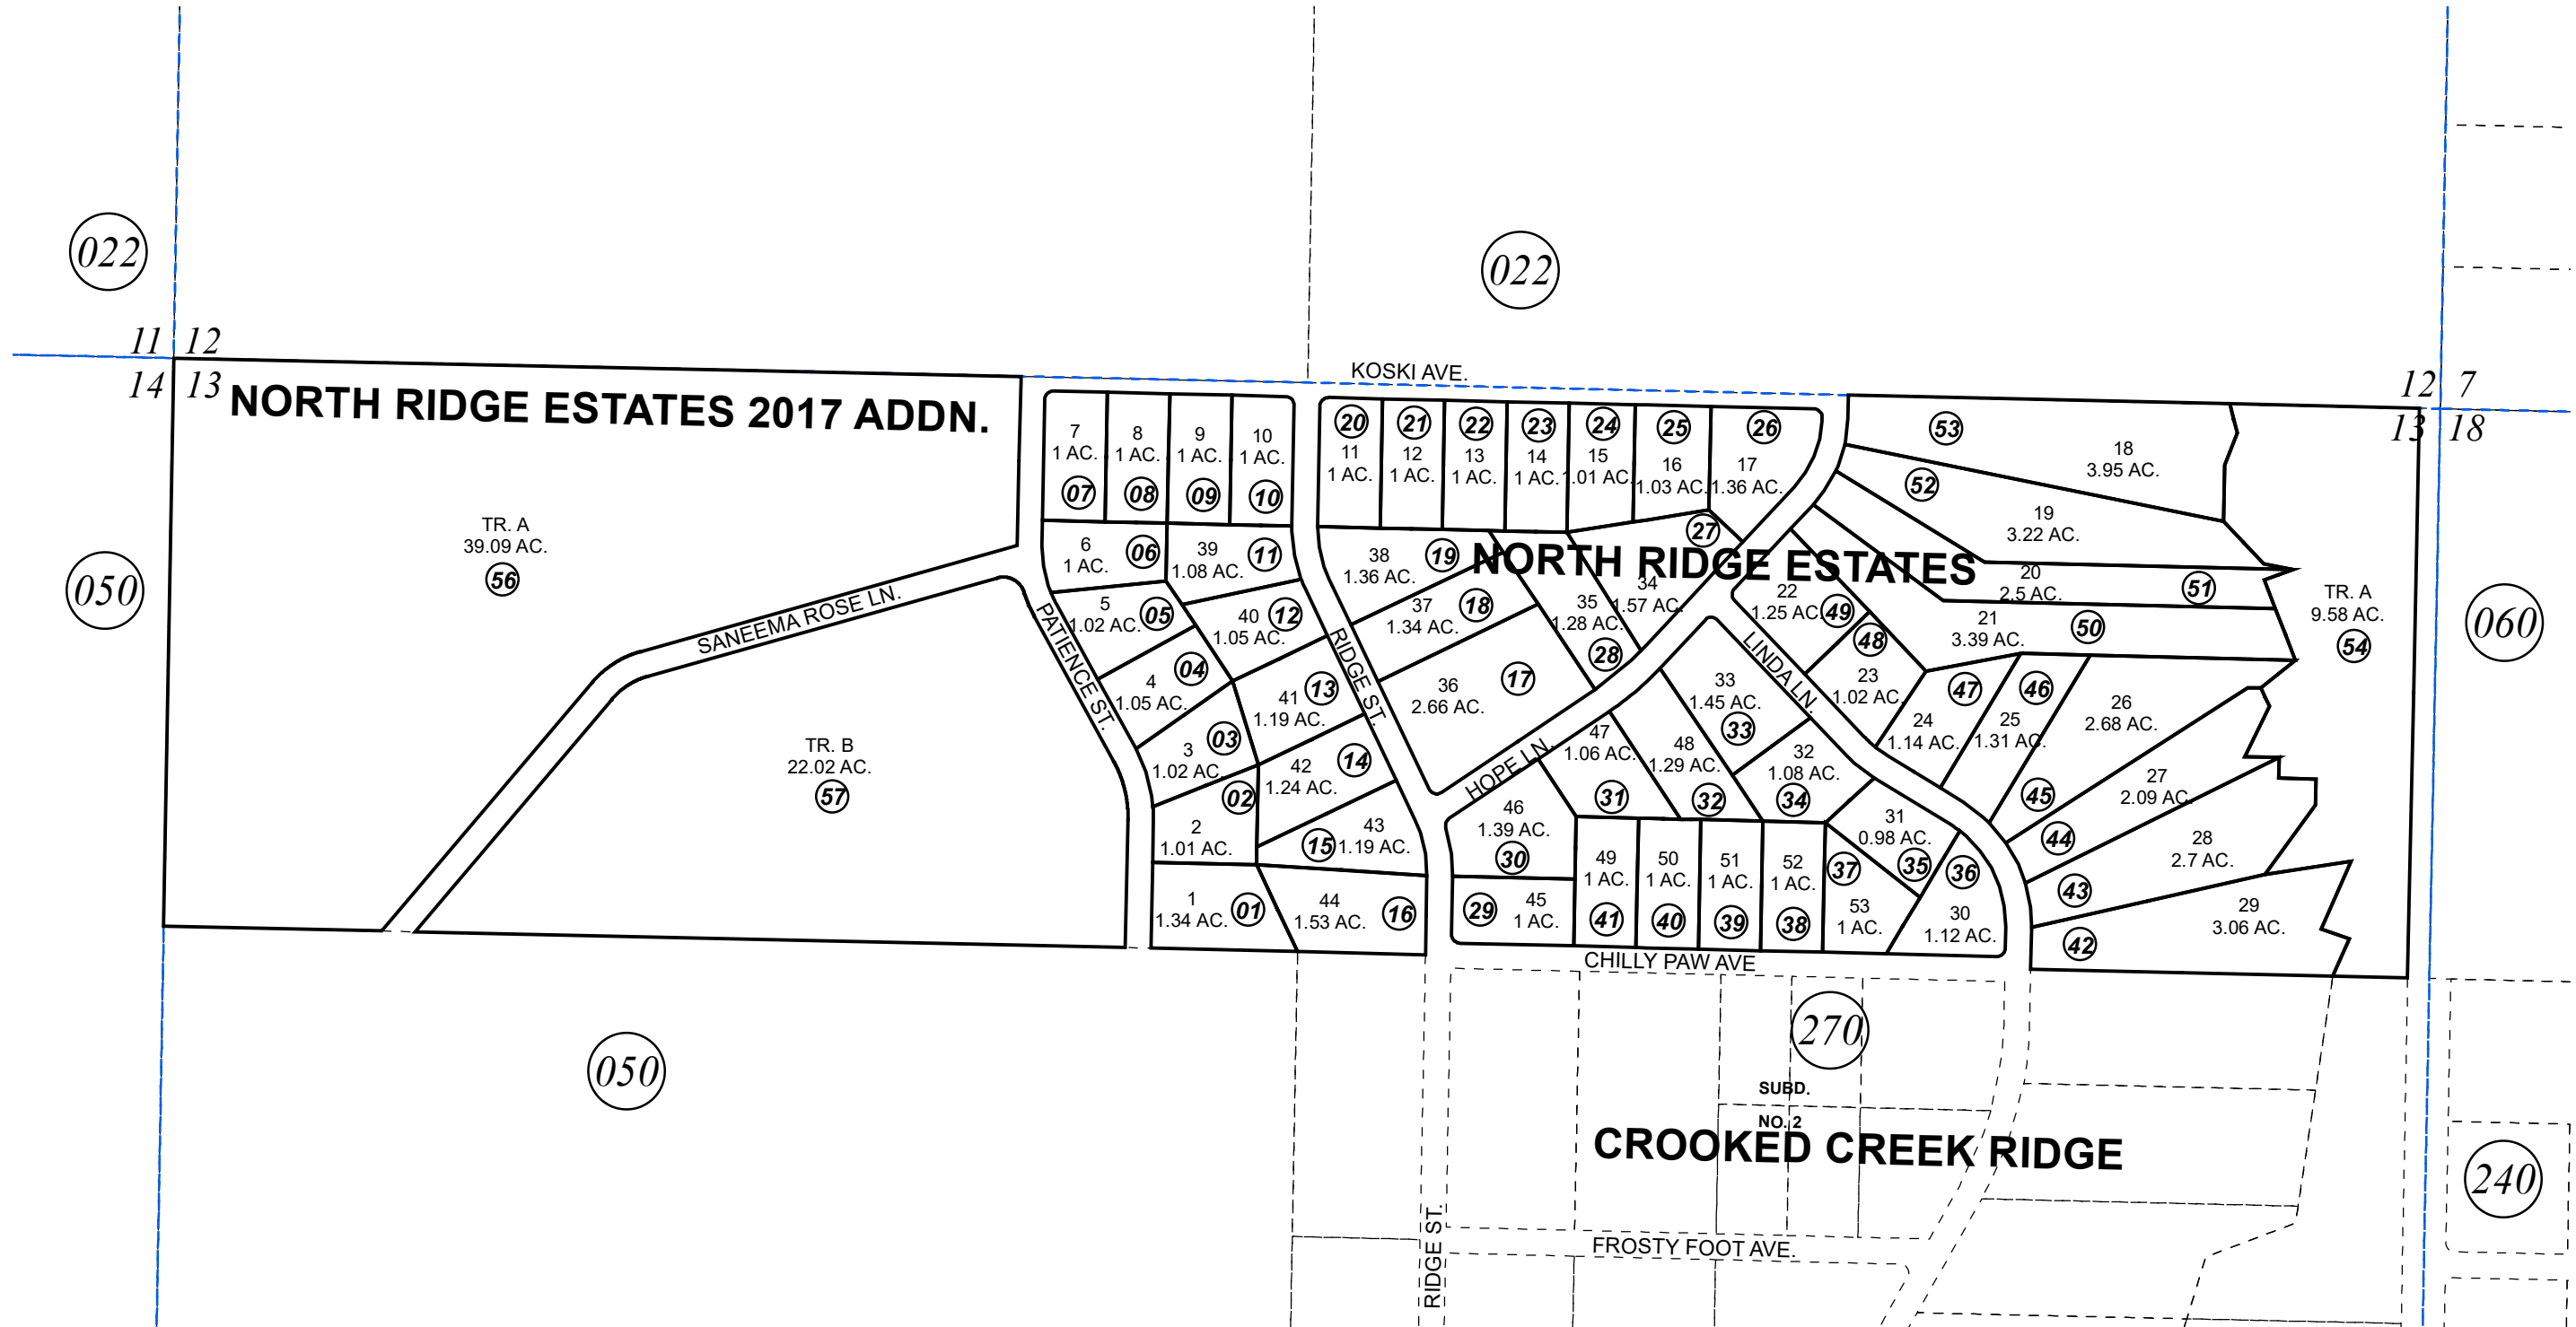 022
022
11 12
14 13
KOSKI AVE.
12 7
13 18
NORTH RIDGE ESTATES 2017 ADDN.
TR. A
39.09 AC.
56
050
SANEEMA ROSE LN.
TR. B
22.02 AC.
57
PATIENCE ST.
7
1 AC.
07
8
1 AC.
08
9
1 AC.
09
10
1 AC.
10
6
1 AC.
06
39
1.08 AC.
11
5
1.02 AC.
05
40
1.05 AC.
12
4
1.05 AC.
04
41
1.19 AC.
13
3
1.02 AC.
03
42
1.24 AC.
14
02
2
1.01 AC.
15
43
1.19 AC.
1
1.34 AC.
01
44
1.53 AC.
16
RIDGE ST.
20
11
1 AC.
21
12
1 AC.
22
13
1 AC.
23
14
1 AC.
24
15
1.01 AC.
25
16
1.03 AC.
26
17
1.36 AC.
27
NORTH RIDGE ESTATES
38
1.36 AC.
19
37
1.34 AC.
18
36
2.66 AC.
17
35
1.28 AC.
28
34
1.57 AC.
HOPE LN.
LINDA LN.
22
1.25 AC.
49
48
23
1.02 AC.
33
1.45 AC.
33
47
1.06 AC.
31
48
1.29 AC.
32
32
1.08 AC.
34
46
1.39 AC.
30
31
0.98 AC.
35
29
45
1 AC.
49
1 AC.
41
50
1 AC.
40
51
1 AC.
39
52
1 AC.
38
37
53
1 AC.
36
30
1.12 AC.
53
18
3.95 AC.
52
19
3.22 AC.
20
2.5 AC.
51
21
3.39 AC.
50
47
24
1.14 AC.
46
25
1.31 AC.
26
2.68 AC.
45
27
2.09 AC.
44
28
2.7 AC.
43
29
3.06 AC.
42
TR. A
9.58 AC.
54
060
CHILLY PAW AVE
050
270
SUBD.
NO. 2
CROOKED CREEK RIDGE
240
RIDGE ST.
FROSTY FOOT AVE.